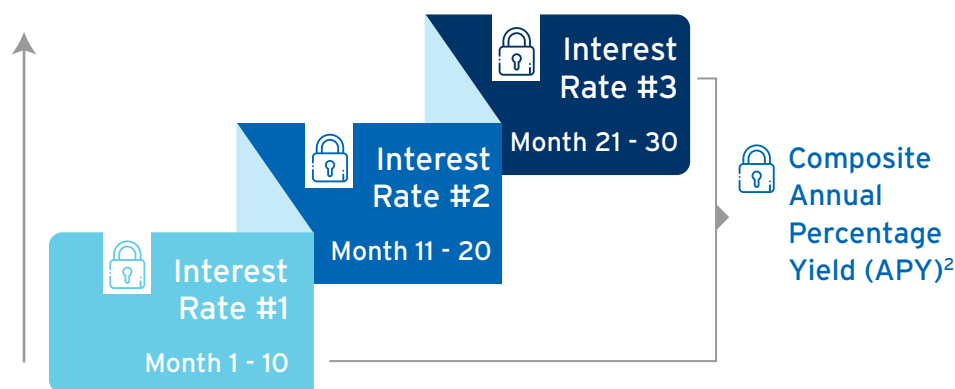 Interest
Rate #3
Month 21 - 30
Interest
Rate #2
Month 11 - 20
Interest
Rate #1
Month 1 - 10
Composite
Annual
Percentage
Yield (APY)²